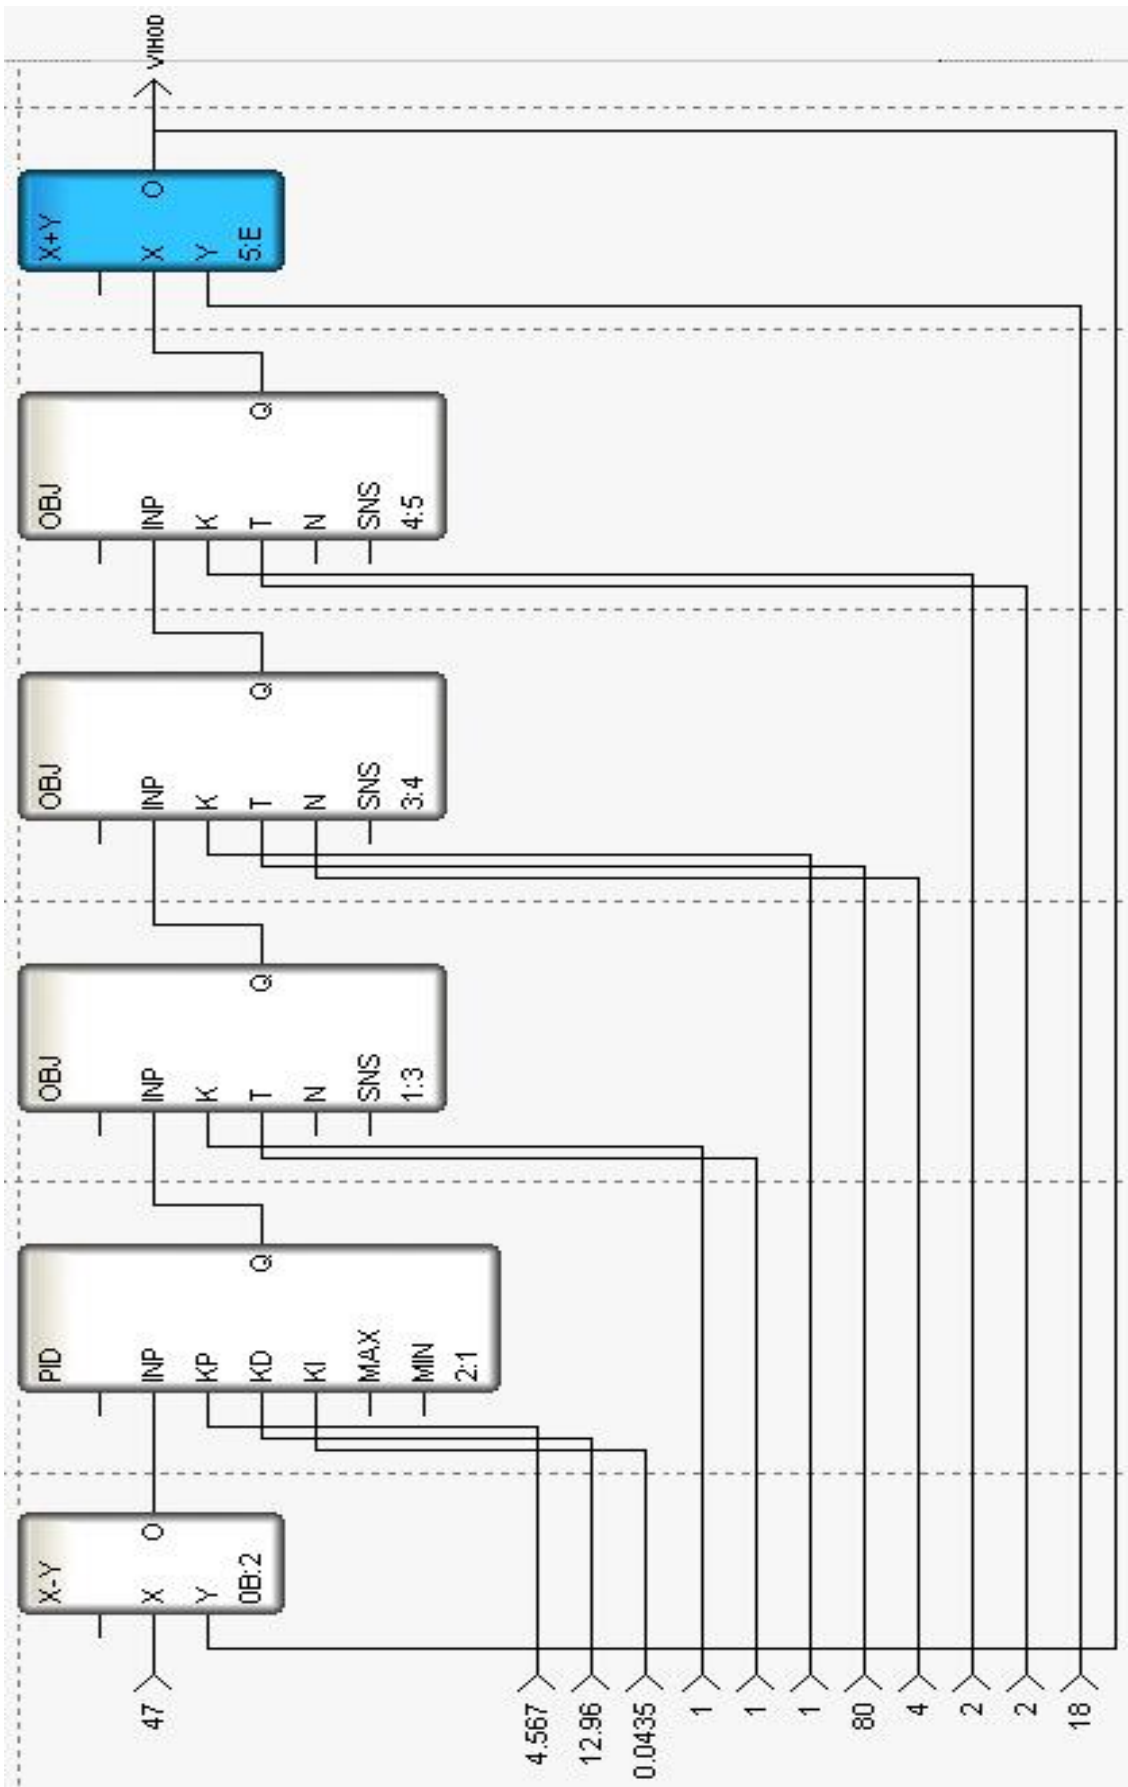 X-Y
X
O
Y
0B:2
PID
INP
KP
Q
KD
KI
MAX
MIN
2:1
OBJ
INP
K
Q
T
N
SNS
1:3
OBJ
INP
K
Q
T
N
SNS
3:4
OBJ
INP
K
Q
T
N
SNS
4:5
X+Y
X
O
Y
5:E
VIHOD
47
4.567
12.96
0.0435
1
1
1
80
4
2
2
18